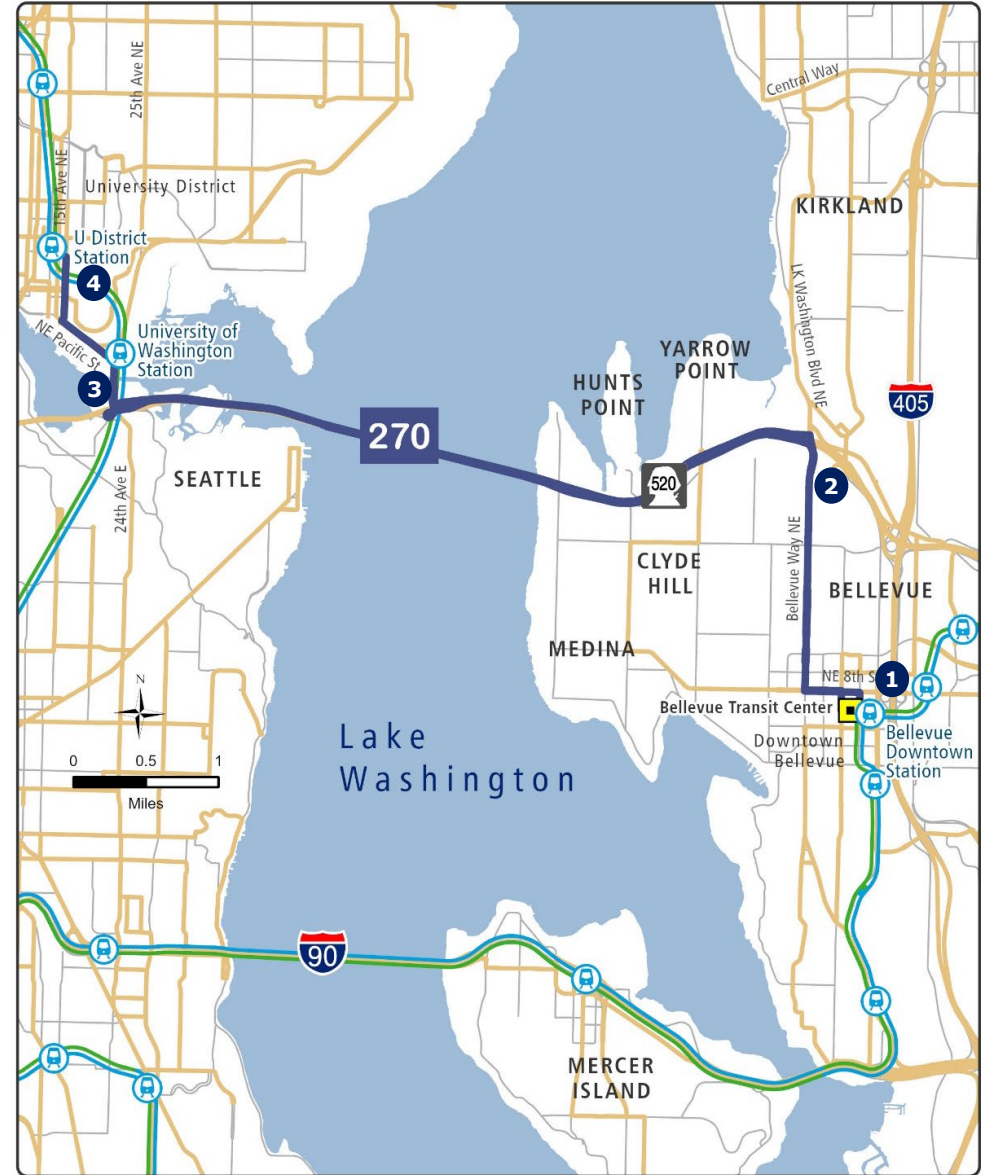 25th Ave NE
Central Way
15th Ave NE
University District
KIRKLAND
U District
Station
4
LK Washington Blvd NE
NE Pacific St
University of
Washington
Station
YARROW
POINT
HUNTS
POINT
3
405
270
SEATTLE
520
2
24th Ave E
Bellevue Way NE
CLYDE
HILL
BELLEVUE
MEDINA
NE 8th S
1
N
Bellevue Transit Center
Lake
Washington
Downtown
Bellevue
Bellevue
Downtown
Station
0 0.5 1
Miles
90
MERCER
ISLAND